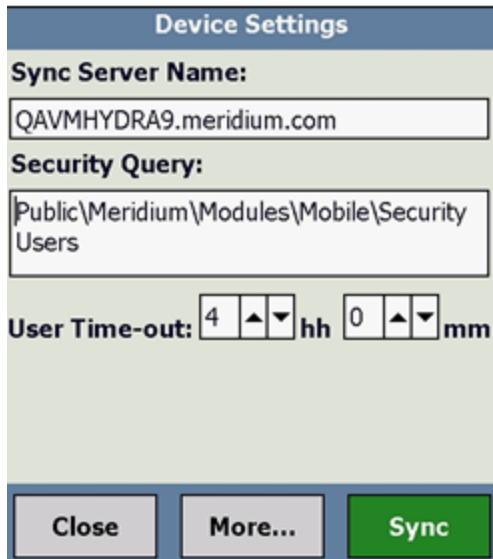 Device Settings
Sync Server Name:
QAVMHYDRA9.meridium.com
Security Query:
Public\Meridium\Modules\Mobile\Security
Users
User Time-out: 4 hh 0 mm
Close More... Sync